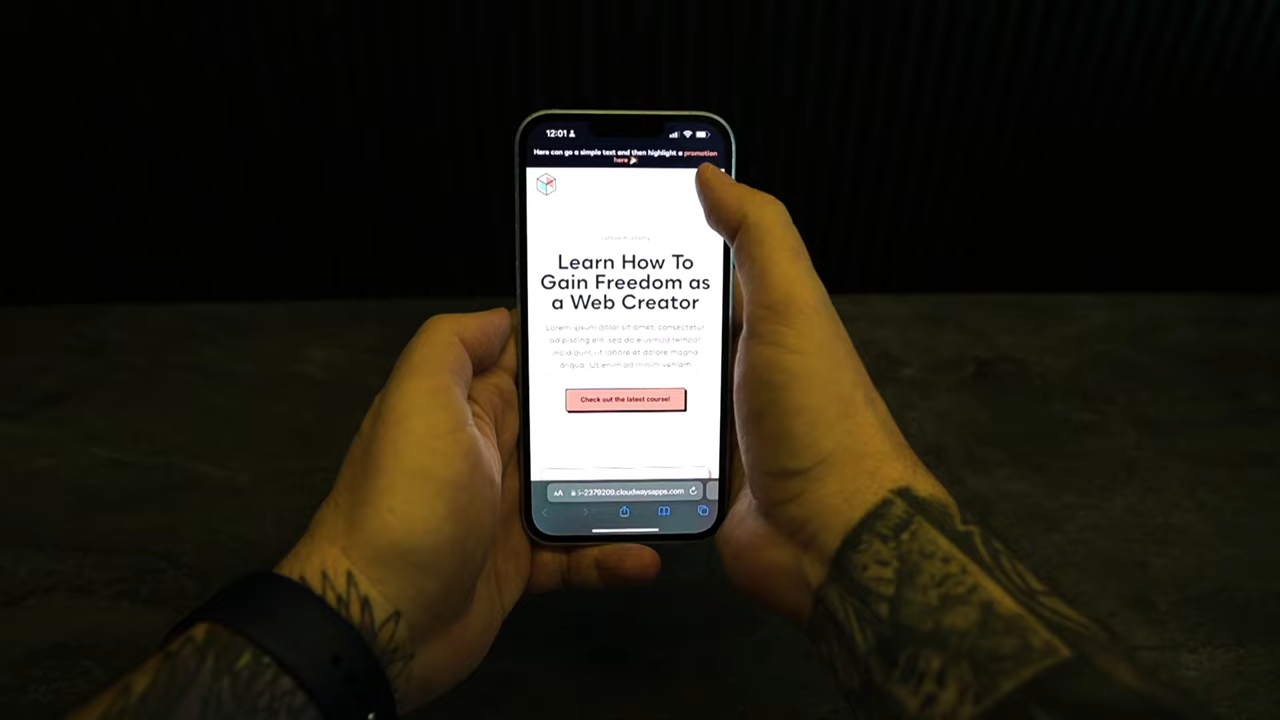 12:01
Here can go a simple text and then highlight a promotion
here
Learn How To
Gain Freedom as
a Web Creator
Lorem ipsum dolor sit amet, consectetur
adipiscing elit, sed do eiusmod tempor
incididunt ut labore et dolore magna
aliqua. Ut enim ad minim veniam
Check out the latest course!
AA 5-2379209.cloudwaysapps.com